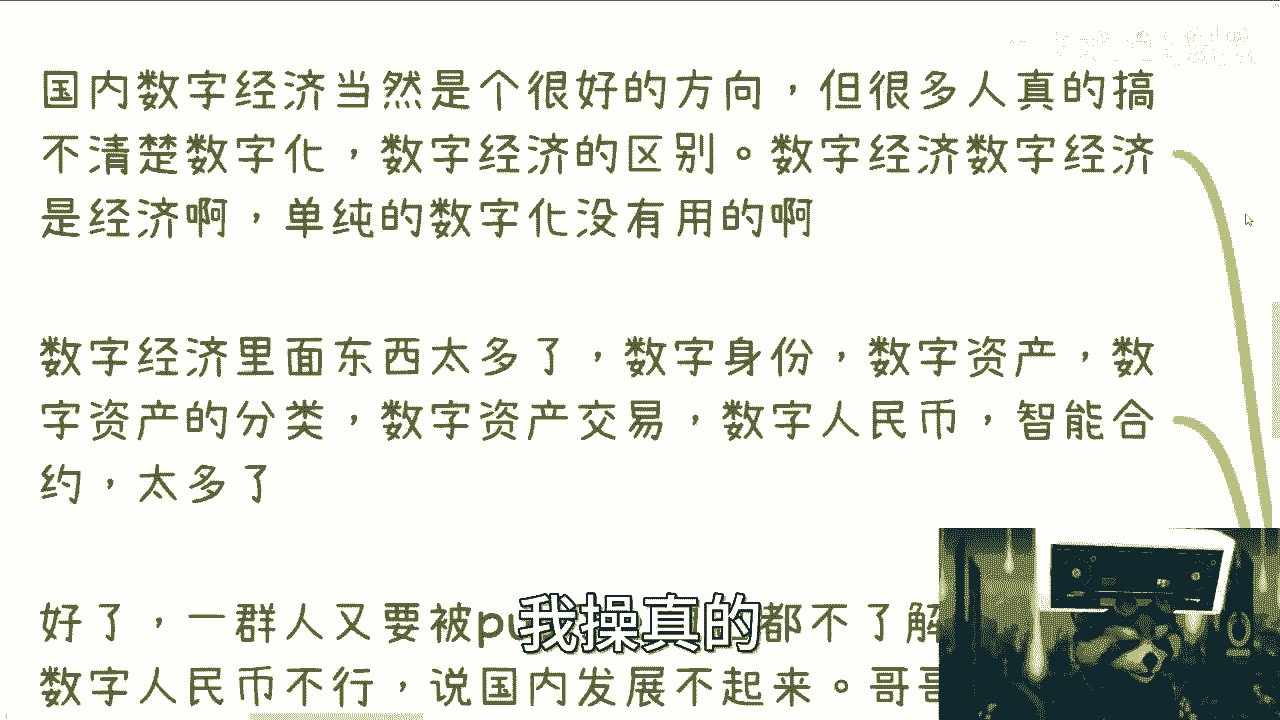 国内数字经济当然是个很好的方向，但很多人真的搞
不清楚数字化，数字经济的区别。数字经济数字经济
是经济啊，单纯的数字化没有用的啊
数字经济里面东西太多了，数字身份，数字资产，数
字资产的分类，数字资产交易，数字人民币，智能合
约，太多了
好了，一群人又要被pu 都不了解
我操真的
数字人民币不行，说国内发展不起来。哥